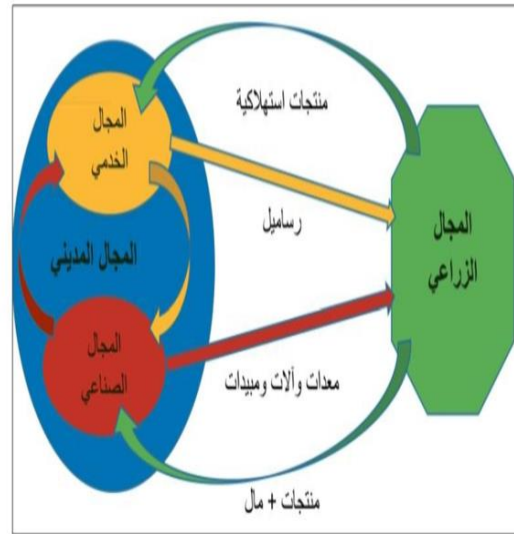 منتجات استهلاكية
المجال
الخدمي
رساميل
المجال
الزراعي
المجال المديني
المجال
الصناعي
معدات وآلات ومبيدات
منتجات + مال